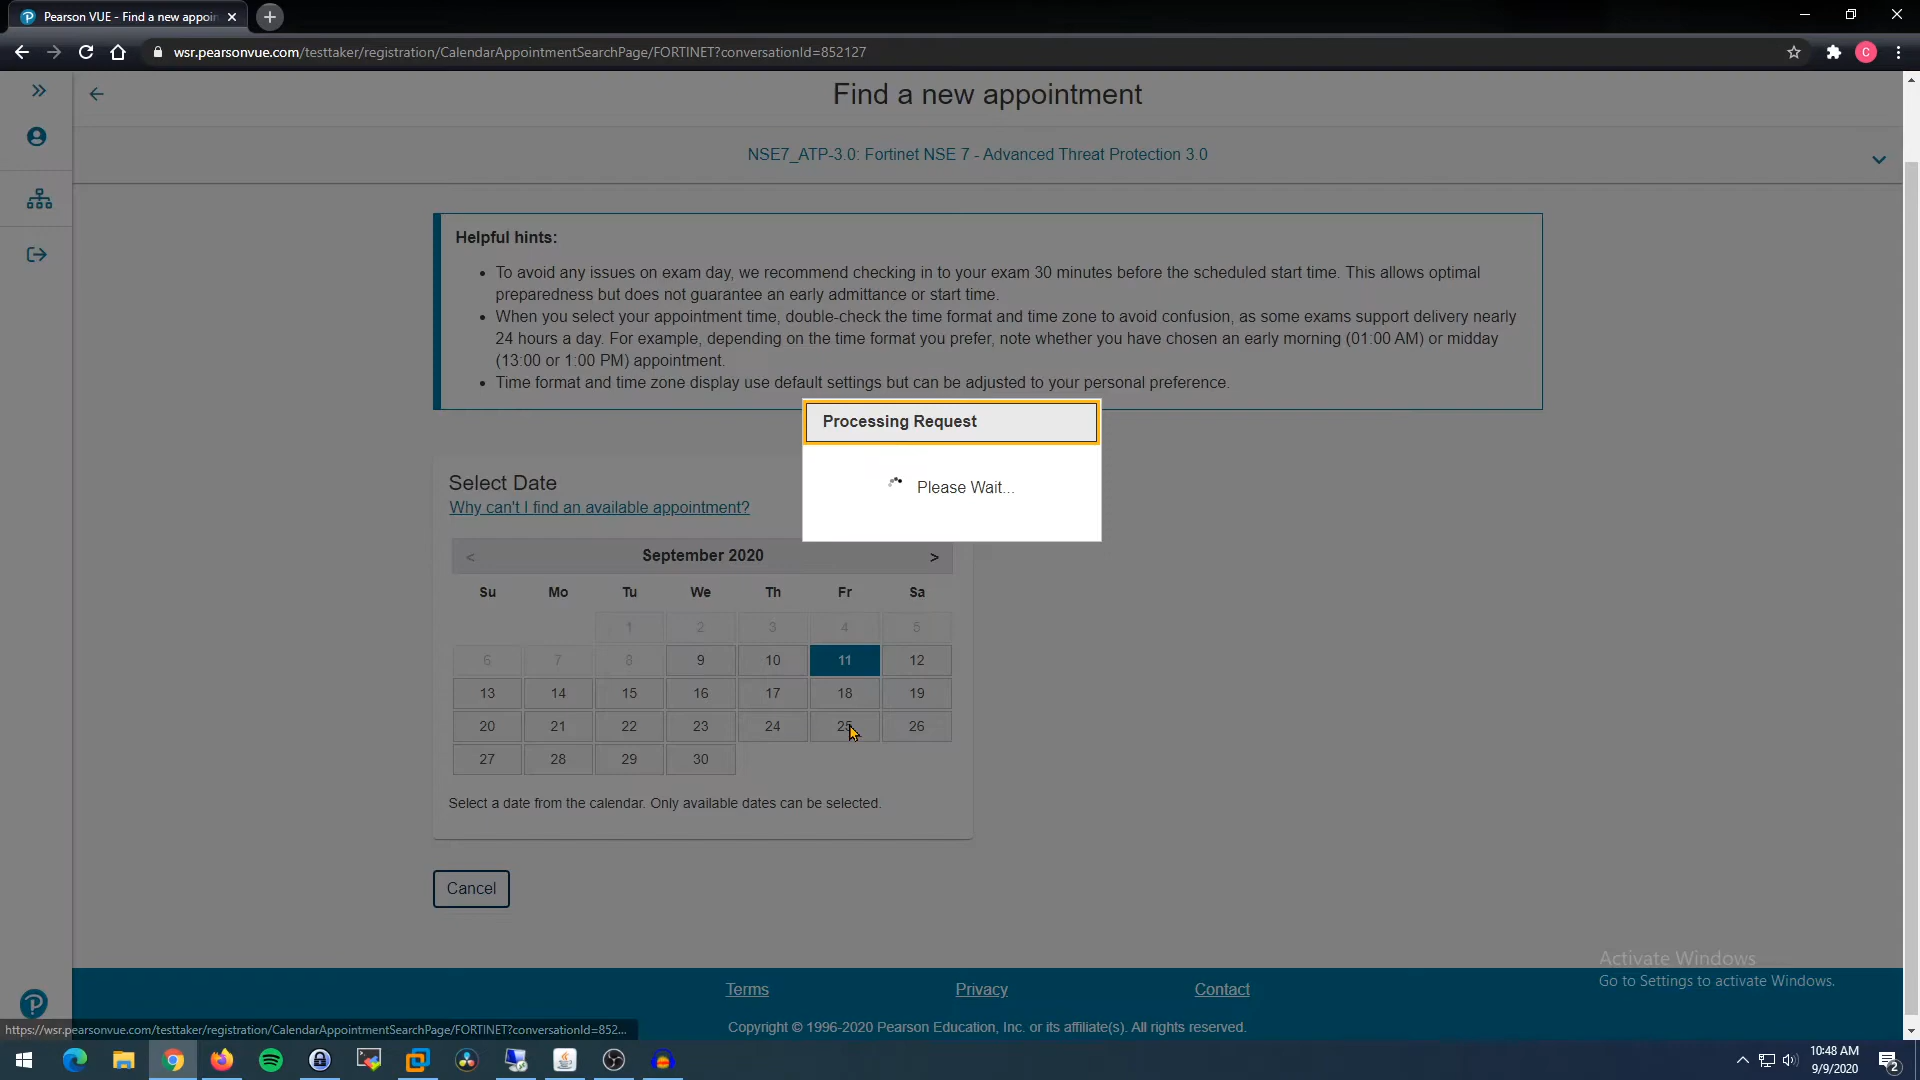 Pearson VUE - Find a new appoin
wsr.pearsonvue.com/testtaker/registration/CalendarAppointmentSearchPage/FORTINET?conversationId=852127
C
Find a new appointment
NSE7_ATP-3.0: Fortinet NSE 7 - Advanced Threat Protection 3.0
Helpful hints:
• To avoid any issues on exam day, we recommend checking in to your exam 30 minutes before the scheduled start time. This allows optimal
preparedness but does not guarantee an early admittance or start time.
• When you select your appointment time, double-check the time format and time zone to avoid confusion, as some exams support delivery nearly
24 hours a day. For example, depending on the time format you prefer, note whether you have chosen an early morning (01:00 AM) or midday
(13:00 or 1:00 PM) appointment.
• Time format and time zone display use default settings but can be adjusted to your personal preference.
Processing Request
Please Wait...
Select Date
Why can't I find an available appointment?
< September 2020 >
Su Mo Tu We Th Fr Sa
1 2 3 4 5
6 7 8 9 10 11 12
13 14 15 16 17 18 19
20 21 22 23 24 25 26
27 28 29 30
Select a date from the calendar. Only available dates can be selected.
Cancel
Activate Windows
Go to Settings to activate Windows.
Terms Privacy Contact
Copyright © 1996-2020 Pearson Education, Inc. or its affiliate(s). All rights reserved.
https://wsr.pearsonvue.com/testtaker/registration/CalendarAppointmentSearchPage/FORTINET?conversationId=852...
10:48 AM
9/9/2020
2